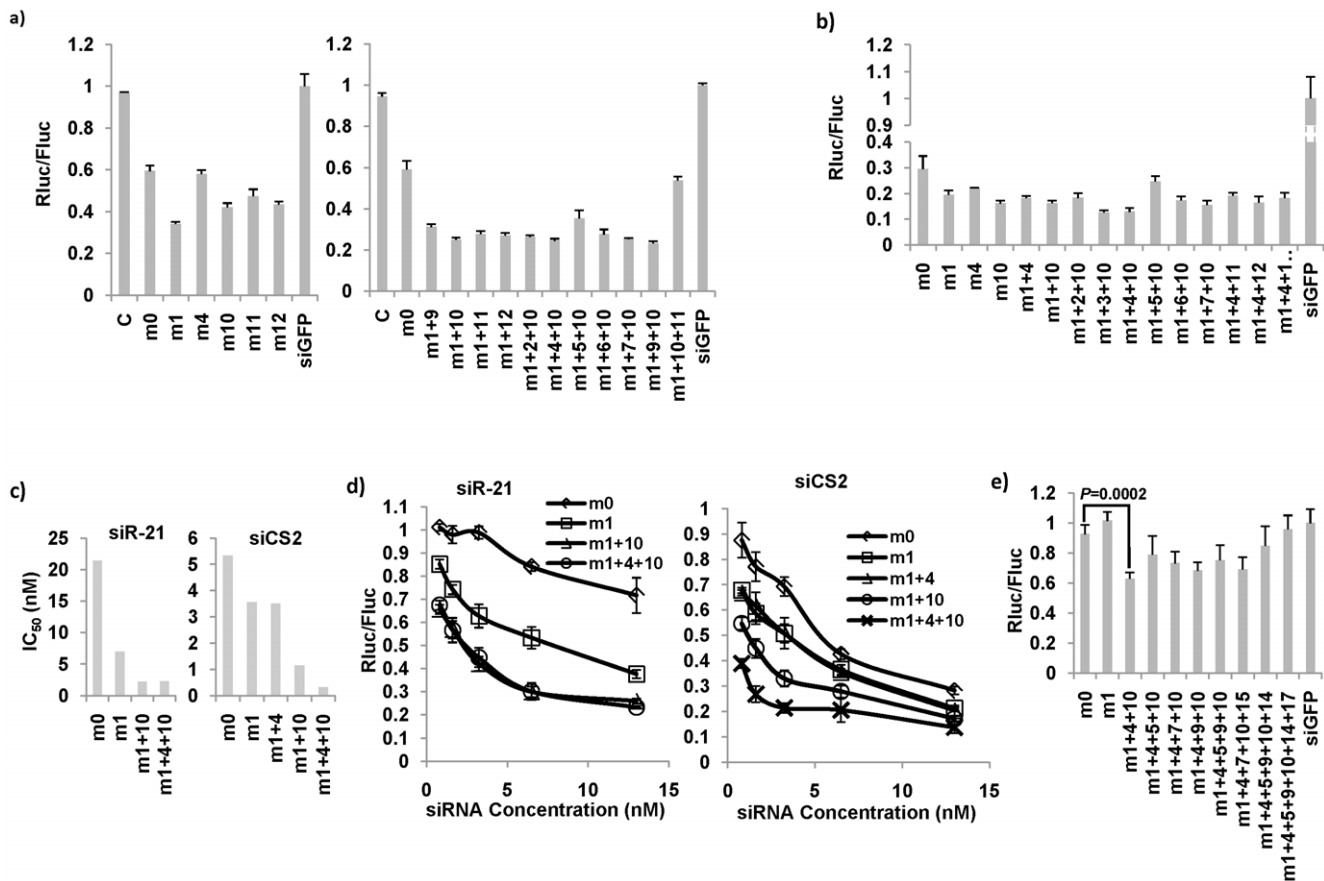 a)
Rluc/Fluc
1.2
1
0.8
0.6
0.4
0.2
0
C
m0
m1
m4
m10
m11
m12
siGFP
1.2
1
0.8
0.6
0.4
0.2
0
C
m0
m1+9
m1+10
m1+11
m1+12
m1+2+10
m1+4+10
m1+5+10
m1+6+10
m1+7+10
m1+9+10
m1+10+11
siGFP
b)
Rluc/Fluc
1.2
1.1
1.0
0.9
0.3
0.2
0.1
0
m0
m1
m4
m10
m1+4
m1+10
m1+2+10
m1+3+10
m1+4+10
m1+5+10
m1+6+10
m1+7+10
m1+4+11
m1+4+12
m1+4+1..
siGFP
c)
IC50 (nM)
siR-21
25
20
15
10
5
0
m0
m1
m1+10
m1+4+10
siCS2
6
5
4
3
2
1
0
m0
m1
m1+4
m1+10
m1+4+10
d)
siR-21
Rluc/Fluc
1.1
1
0.9
0.8
0.7
0.6
0.5
0.4
0.3
0.2
0.1
0
m0
m1
m1+10
m1+4+10
0 5 10 15
siCS2
1
0.9
0.8
0.7
0.6
0.5
0.4
0.3
0.2
0.1
0
m0
m1
m1+4
m1+10
m1+4+10
0 5 10 15
siRNA Concentration (nM)
e)
P=0.0002
Rluc/Fluc
1.2
1.0
0.8
0.6
0.4
0.2
0
m0
m1
m1+4+10
m1+4+5+10
m1+4+7+10
m1+4+9+10
m1+4+5+9+10
m1+4+7+10+15
m1+4+5+9+10+14
m1+4+5+9+10+14+17
siGFP